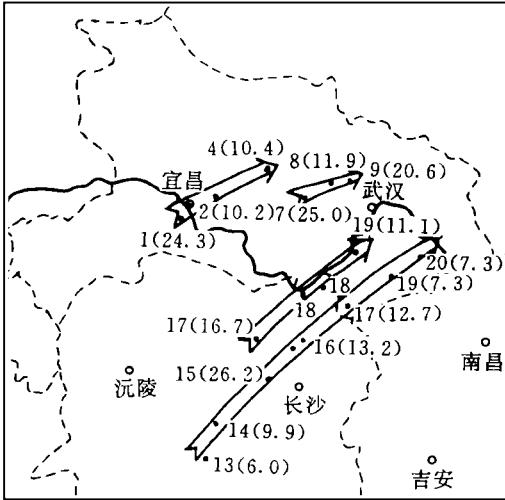 4(10.4)
8(11.9)
9(20.6)
宜昌
武汉
2(10.2)
7(25.0)
19(11.1)
1(24.3)
20(7.3)
18
19(7.3)
18
17(12.7)
17(16.7)
16(13.2)
南昌
15(26.2)
沅陵
长沙
14(9.9)
13(6.0)
吉安